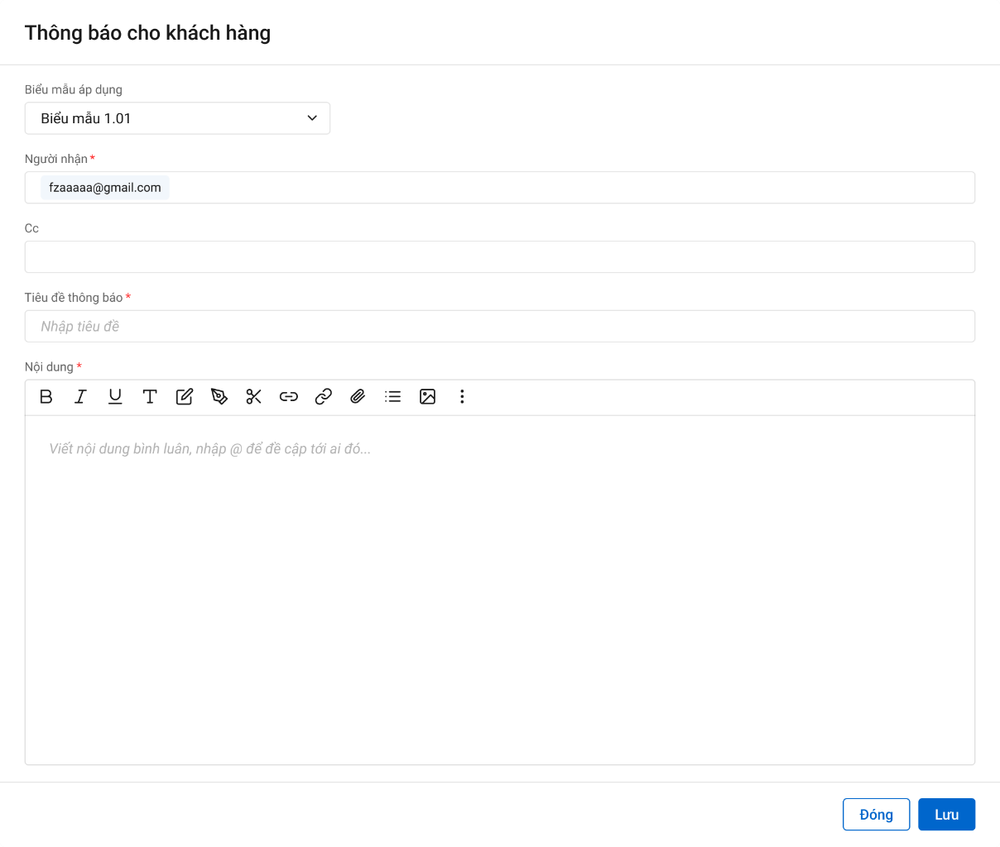 Thông báo cho khách hàng
Biểu mẫu áp dụng
Biểu mẫu 1.01
Người nhận *
fzaaaaa@gmail.com
Cc
Tiêu đề thông báo *
Nhập tiêu đề
Nội dung *
Viết nội dung bình luân, nhập @ để đề cập tới ai đó...
Đóng
Lưu